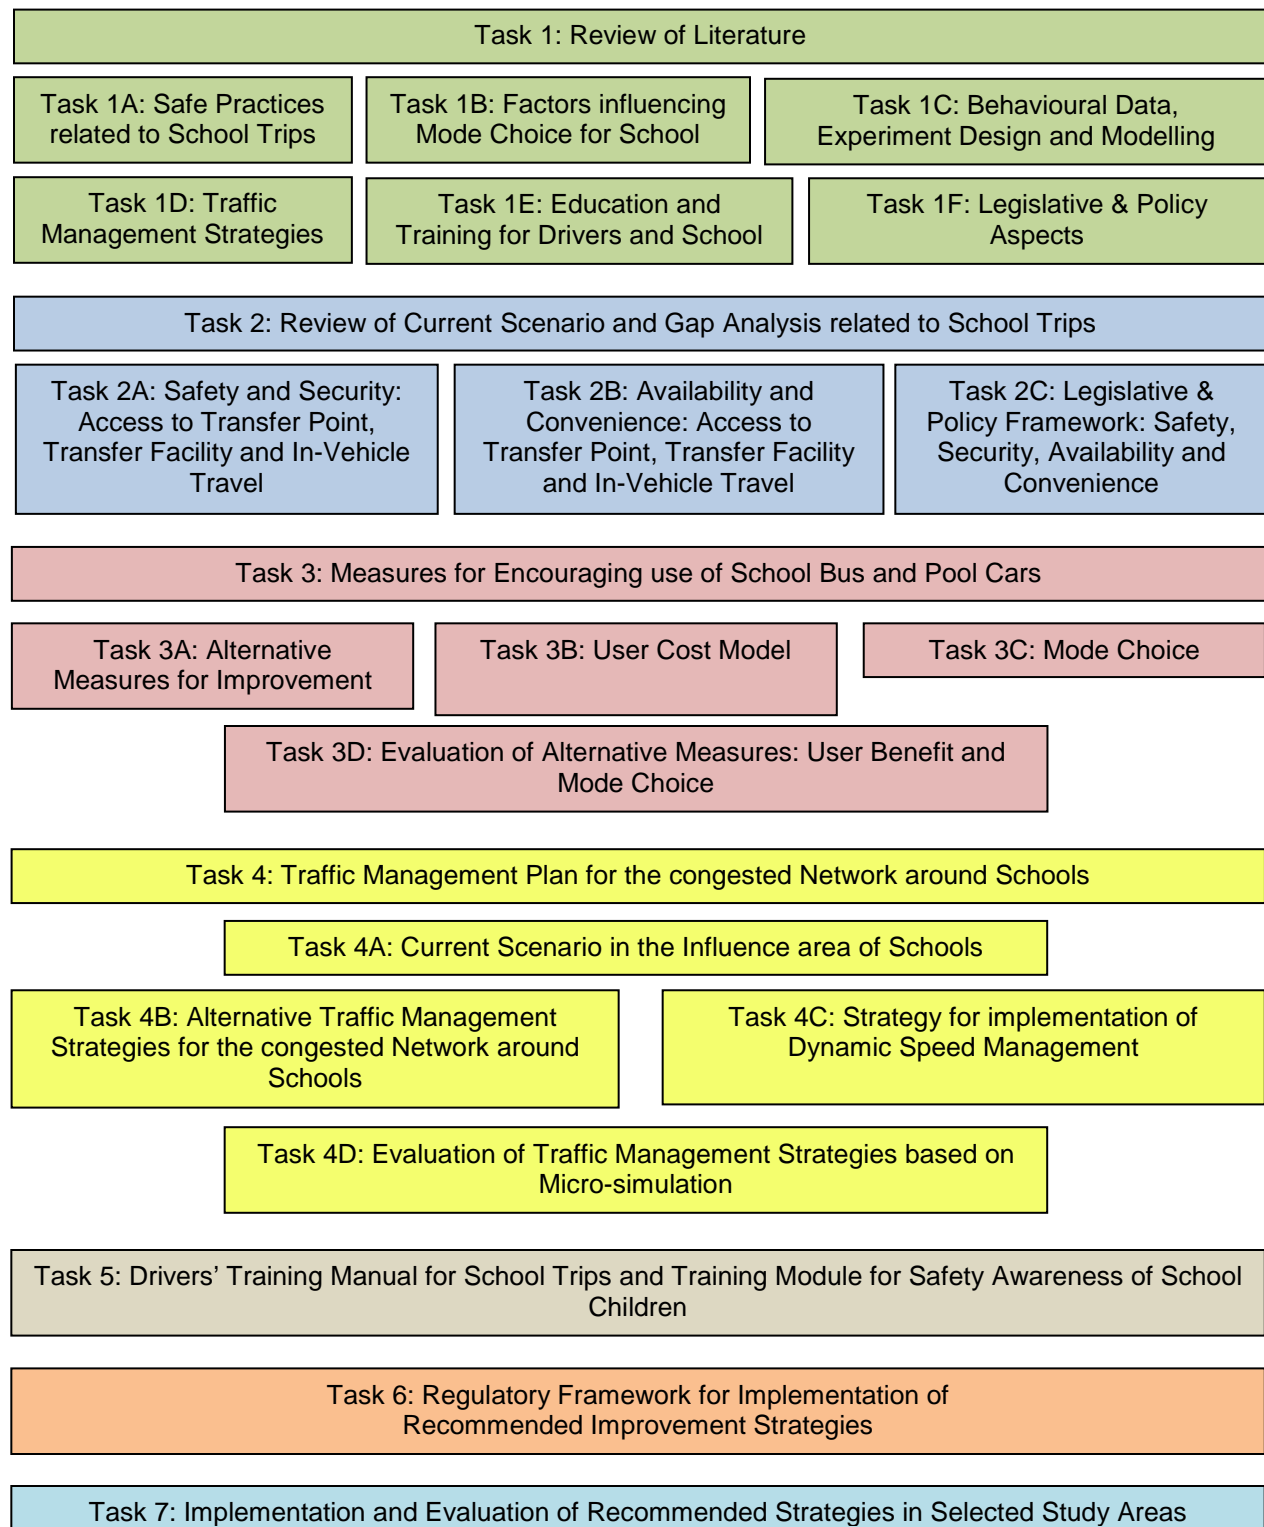 Task 1: Review of Literature
Task 1A: Safe Practices
related to School Trips
Task 1B: Factors influencing
Mode Choice for School
Task 1C: Behavioural Data,
Experiment Design and Modelling
Task 1D: Traffic
Management Strategies
Task 1E: Education and
Training for Drivers and School
Task 1F: Legislative & Policy
Aspects
Task 2: Review of Current Scenario and Gap Analysis related to School Trips
Task 2A: Safety and Security:
Access to Transfer Point,
Transfer Facility and In-Vehicle
Travel
Task 2B: Availability and
Convenience: Access to
Transfer Point, Transfer Facility
and In-Vehicle Travel
Task 2C: Legislative &
Policy Framework: Safety,
Security, Availability and
Convenience
Task 3: Measures for Encouraging use of School Bus and Pool Cars
Task 3A: Alternative
Measures for Improvement
Task 3B: User Cost Model
Task 3C: Mode Choice
Task 3D: Evaluation of Alternative Measures: User Benefit and
Mode Choice
Task 4: Traffic Management Plan for the congested Network around Schools
Task 4A: Current Scenario in the Influence area of Schools
Task 4B: Alternative Traffic Management
Strategies for the congested Network around
Schools
Task 4C: Strategy for implementation of
Dynamic Speed Management
Task 4D: Evaluation of Traffic Management Strategies based on
Micro-simulation
Task 5: Drivers’ Training Manual for School Trips and Training Module for Safety Awareness of School
Children
Task 6: Regulatory Framework for Implementation of
Recommended Improvement Strategies
Task 7: Implementation and Evaluation of Recommended Strategies in Selected Study Areas